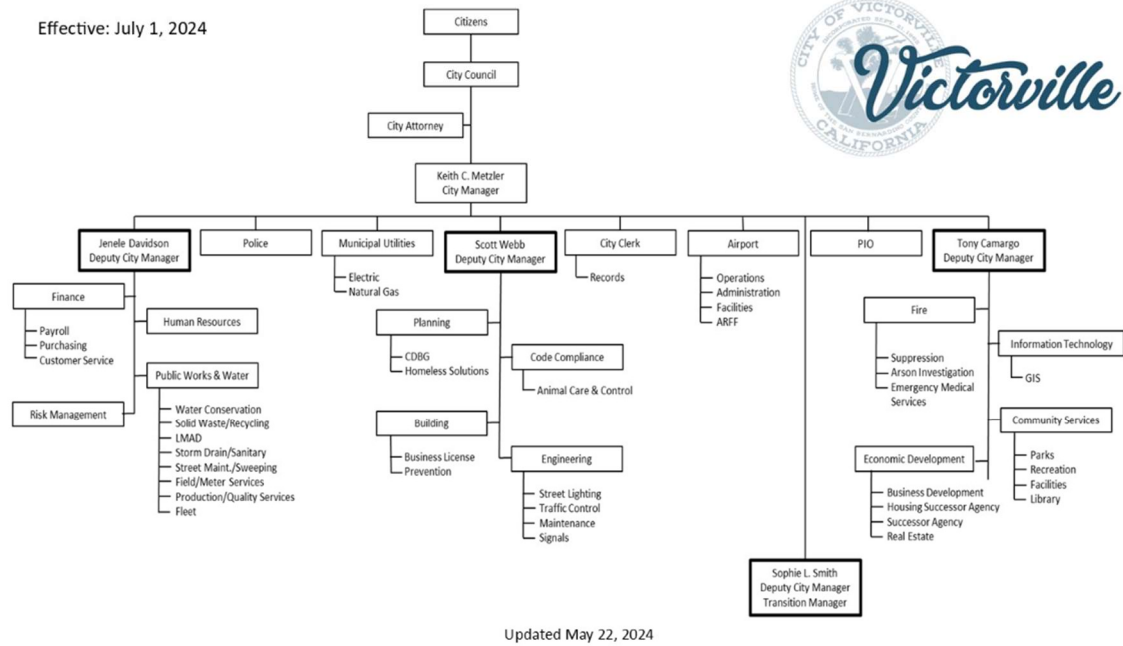 Effective: July 1, 2024
Citizens
City Council
City Attorney
Keith C. Metzler
City Manager
CITY OF VICTORVILLE
CALIFORNIA
Victorville
Jenele Davidson
Deputy City Manager
Police
Municipal Utilities
Electric
Natural Gas
Scott Webb
Deputy City Manager
City Clerk
Records
Airport
Operations
Administration
Facilities
ARFF
PIO
Tony Camargo
Deputy City Manager
Finance
Payroll
Purchasing
Customer Service
Human Resources
Public Works & Water
Water Conservation
Solid Waste/Recycling
LMAD
Storm Drain/Sanitary
Street Maint./Sweeping
Field/Meter Services
Production/Quality Services
Fleet
Risk Management
Planning
CDBG
Homeless Solutions
Code Compliance
Animal Care & Control
Building
Business License
Prevention
Engineering
Street Lighting
Traffic Control
Maintenance
Signals
Fire
Suppression
Arson Investigation
Emergency Medical
Services
Information Technology
GIS
Community Services
Parks
Recreation
Facilities
Library
Economic Development
Business Development
Housing Successor Agency
Successor Agency
Real Estate
Sophie L. Smith
Deputy City Manager
Transition Manager
Updated May 22, 2024